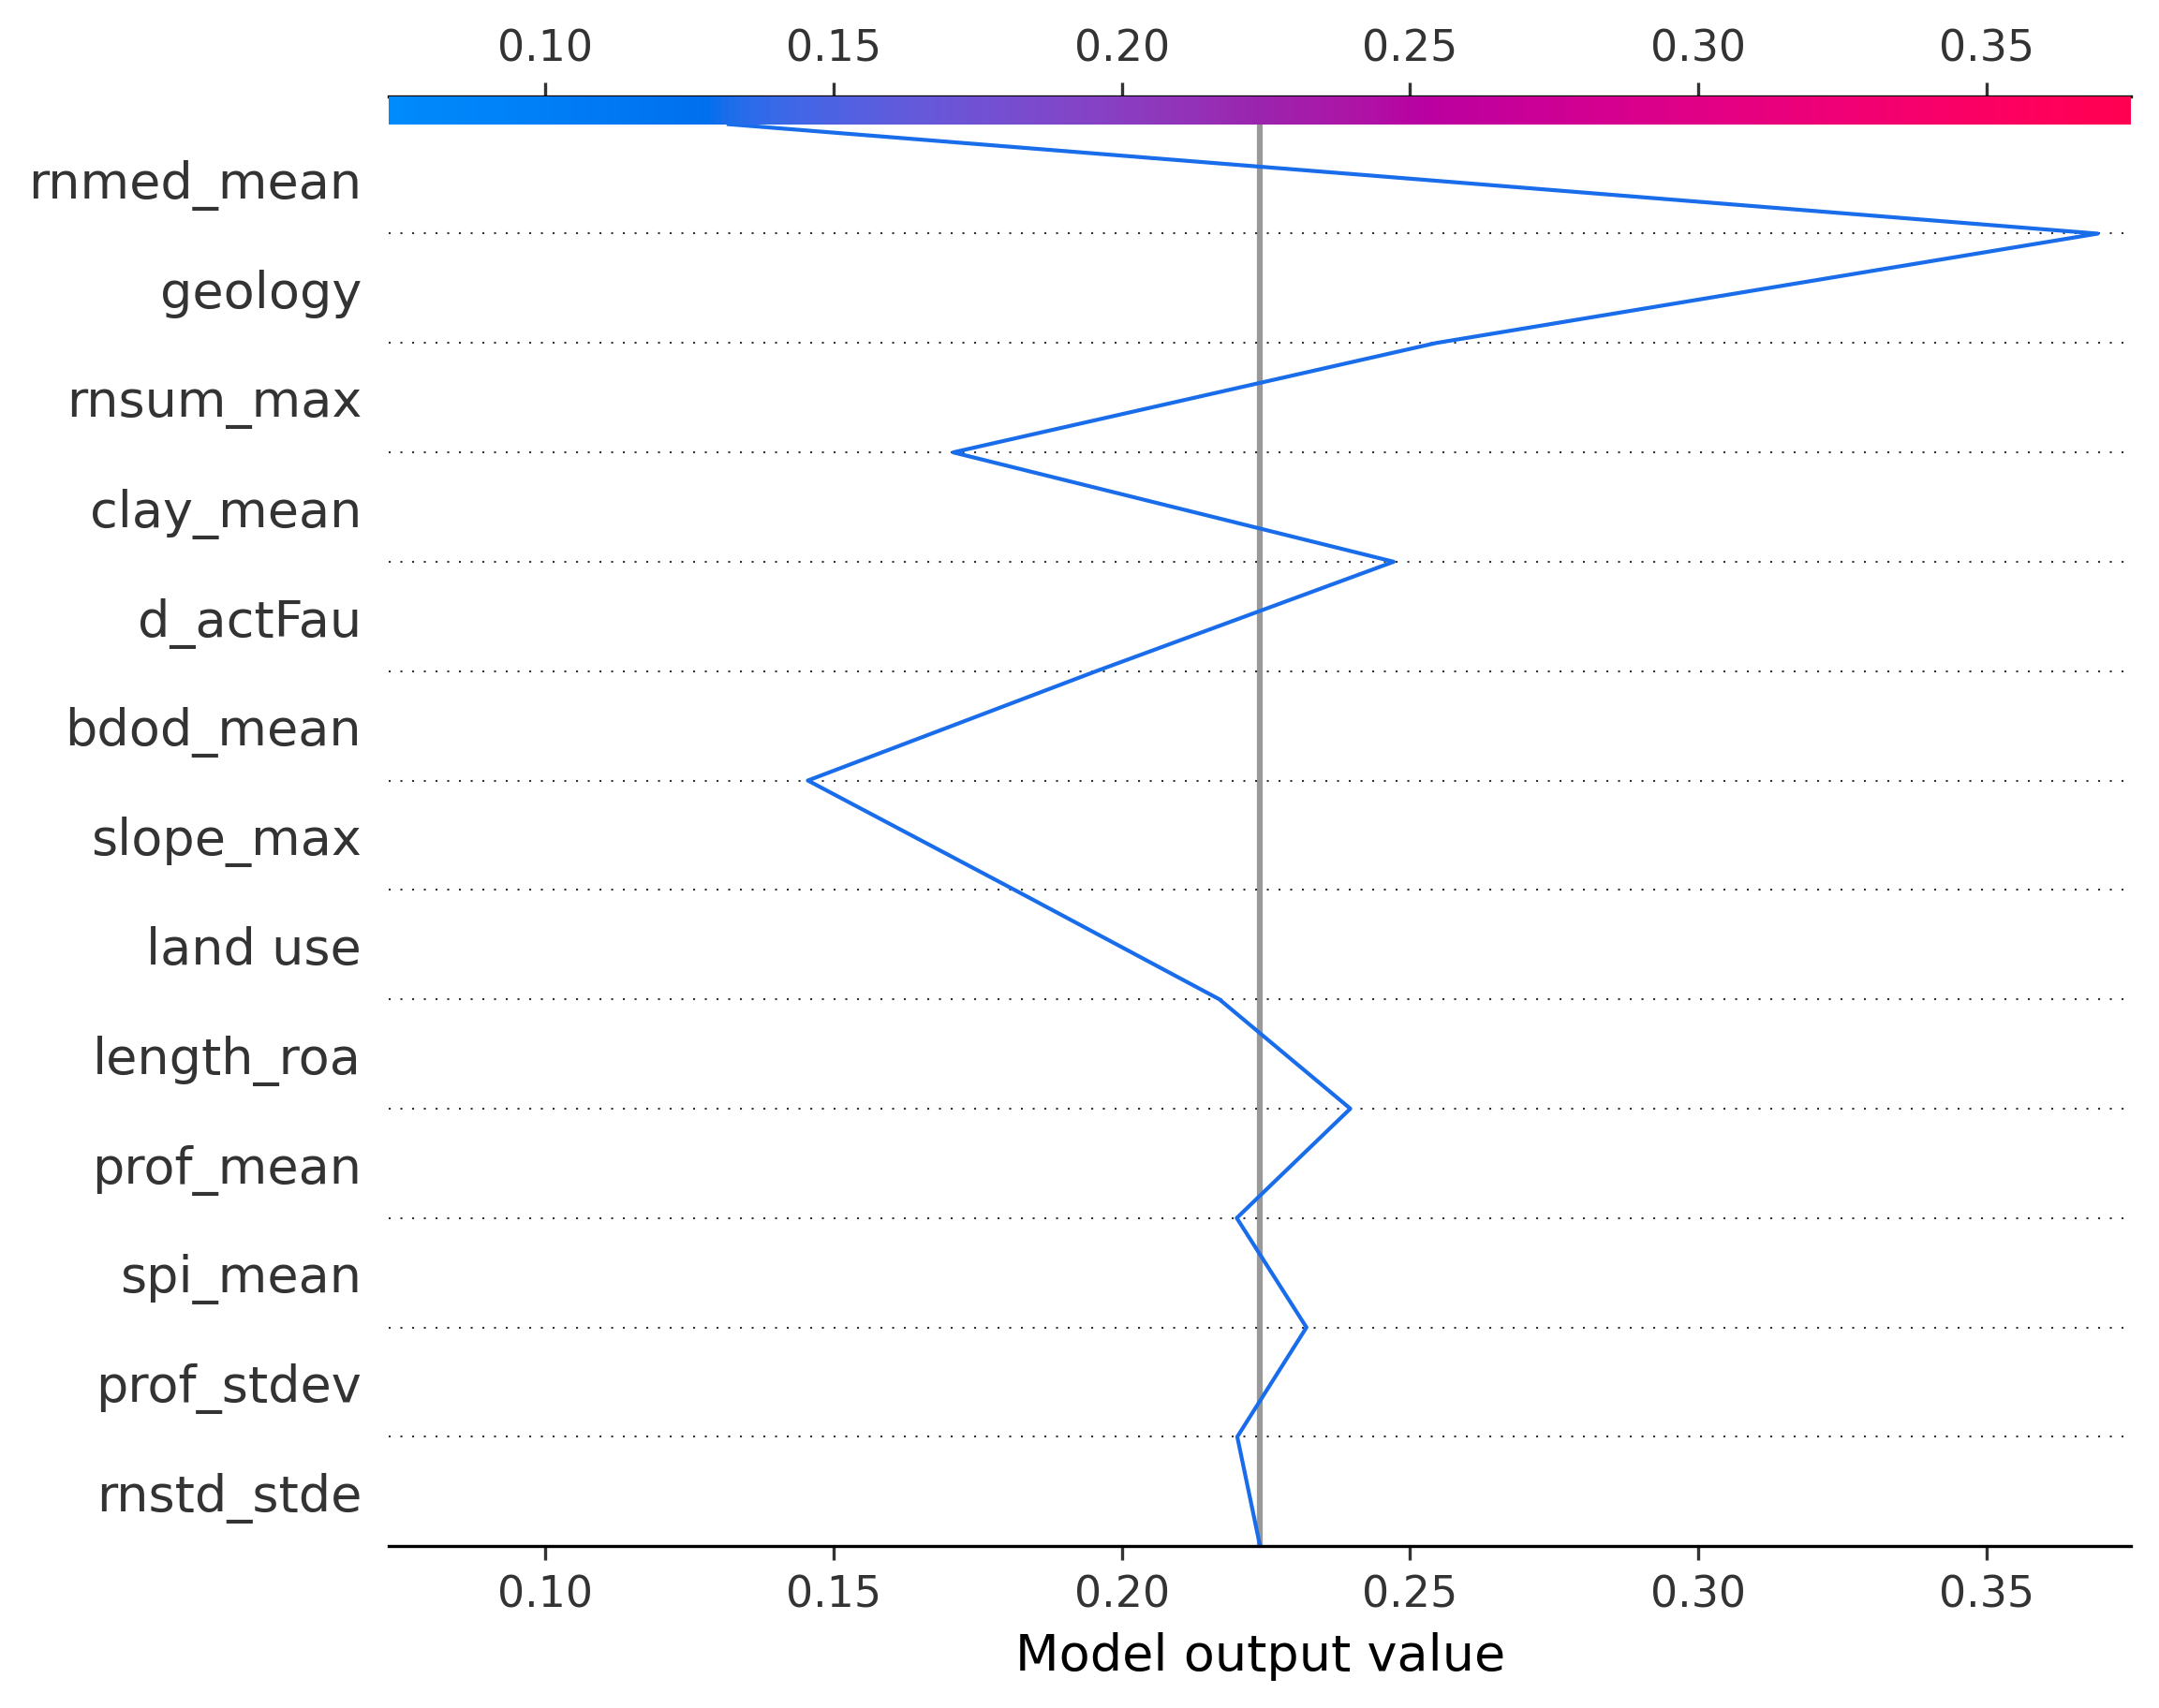 0.10 0.15 0.20 0.25 0.30 0.35
rnmed_mean
geology
rnsum_max
clay_mean
d_actFau
bdod_mean
slope_max
land use
length_roa
prof_mean
spi_mean
prof_stdev
rnstd_stde
0.10 0.15 0.20 0.25 0.30 0.35
Model output value